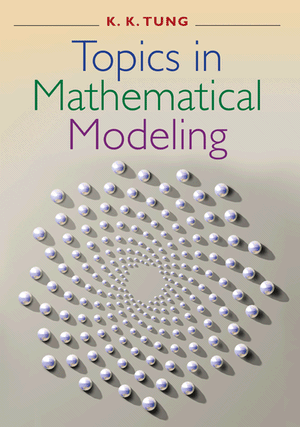 K. K. TUNG
Topics in
Mathematical
Modeling